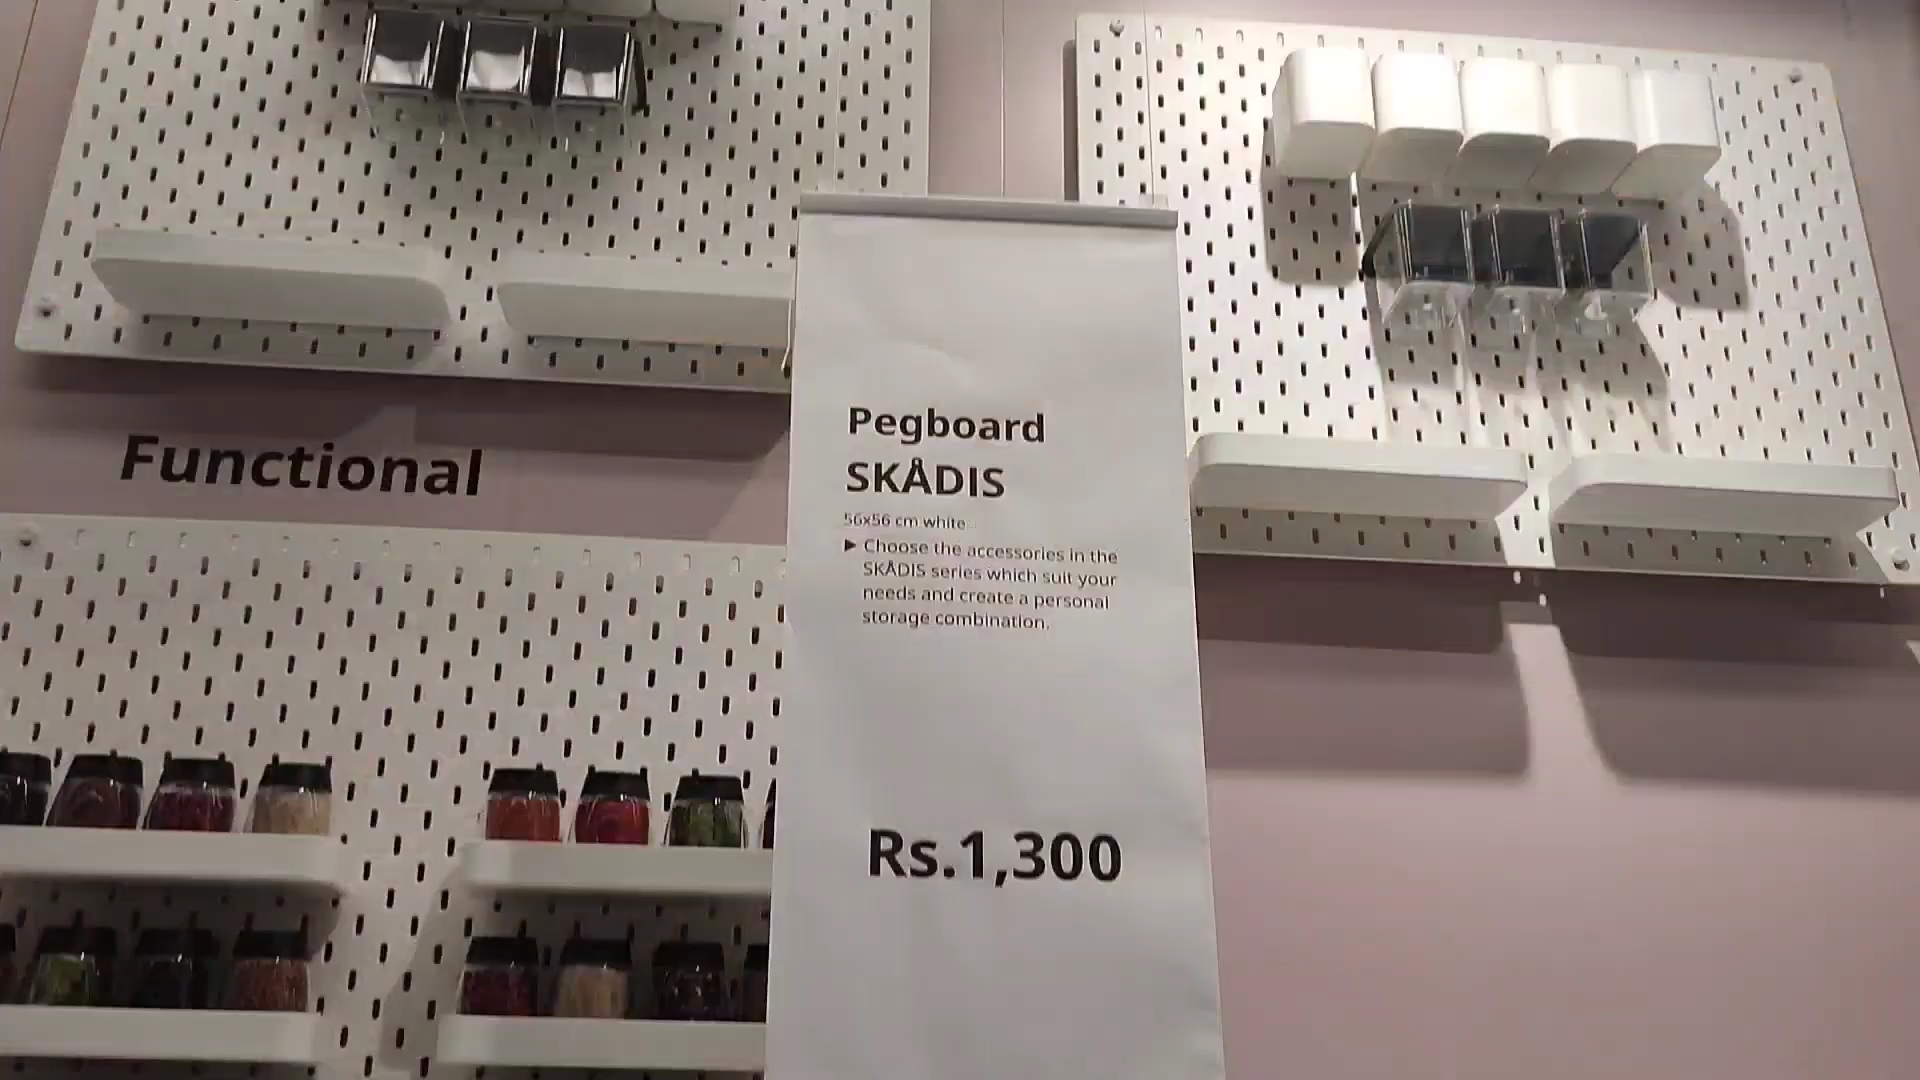 Functional
Pegboard
SKÅDIS
56x56 cm white
▶ Choose the accessories in the
SKÅDIS series which suit your
needs and create a personal
storage combination.
Rs.1,300